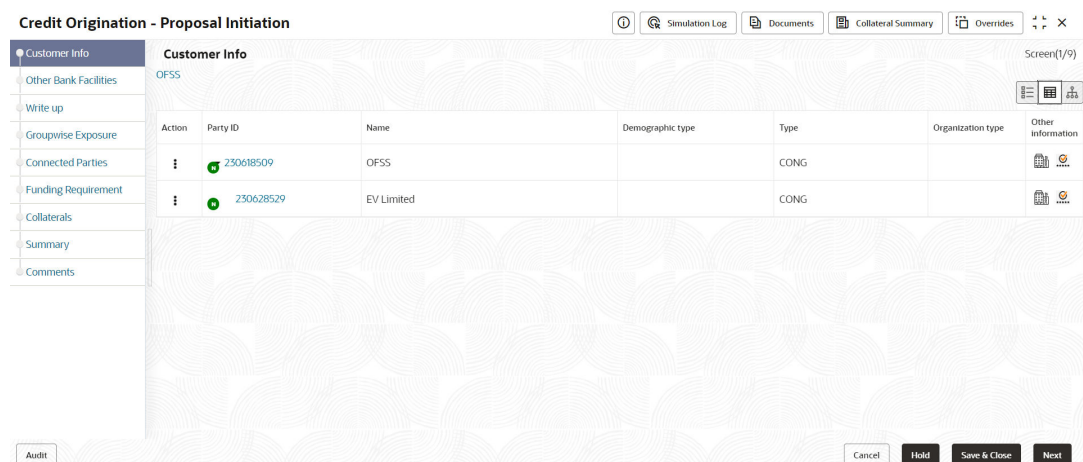 Credit Origination - Proposal Initiation
Simulation Log
Documents
Collateral Summary
Overrides
Customer Info
Other Bank Facilities
Write up
Groupwise Exposure
Connected Parties
Funding Requirement
Collaterals
Summary
Comments
Customer Info
Screen(1/9)
OFSS
Action Party ID Name Demographic type Type Organization type Other information
N 230618509 OFSS CONG
N 230628529 EV Limited CONG
Audit
Cancel Hold Save & Close Next